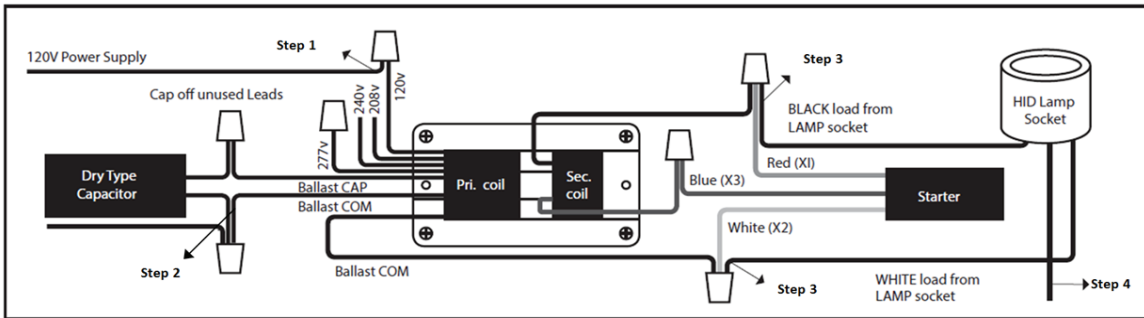 Step 1
120V Power Supply
Cap off unused Leads
277v
240v
208v
120v
Dry Type
Capacitor
Ballast CAP
Ballast COM
Step 2
Ballast COM
Pri. coil
Sec.
coil
Step 3
BLACK load from
LAMP socket
Red (XI)
Blue (X3)
White (X2)
Starter
HID Lamp
Socket
Step 3
WHITE load from
LAMP socket
Step 4